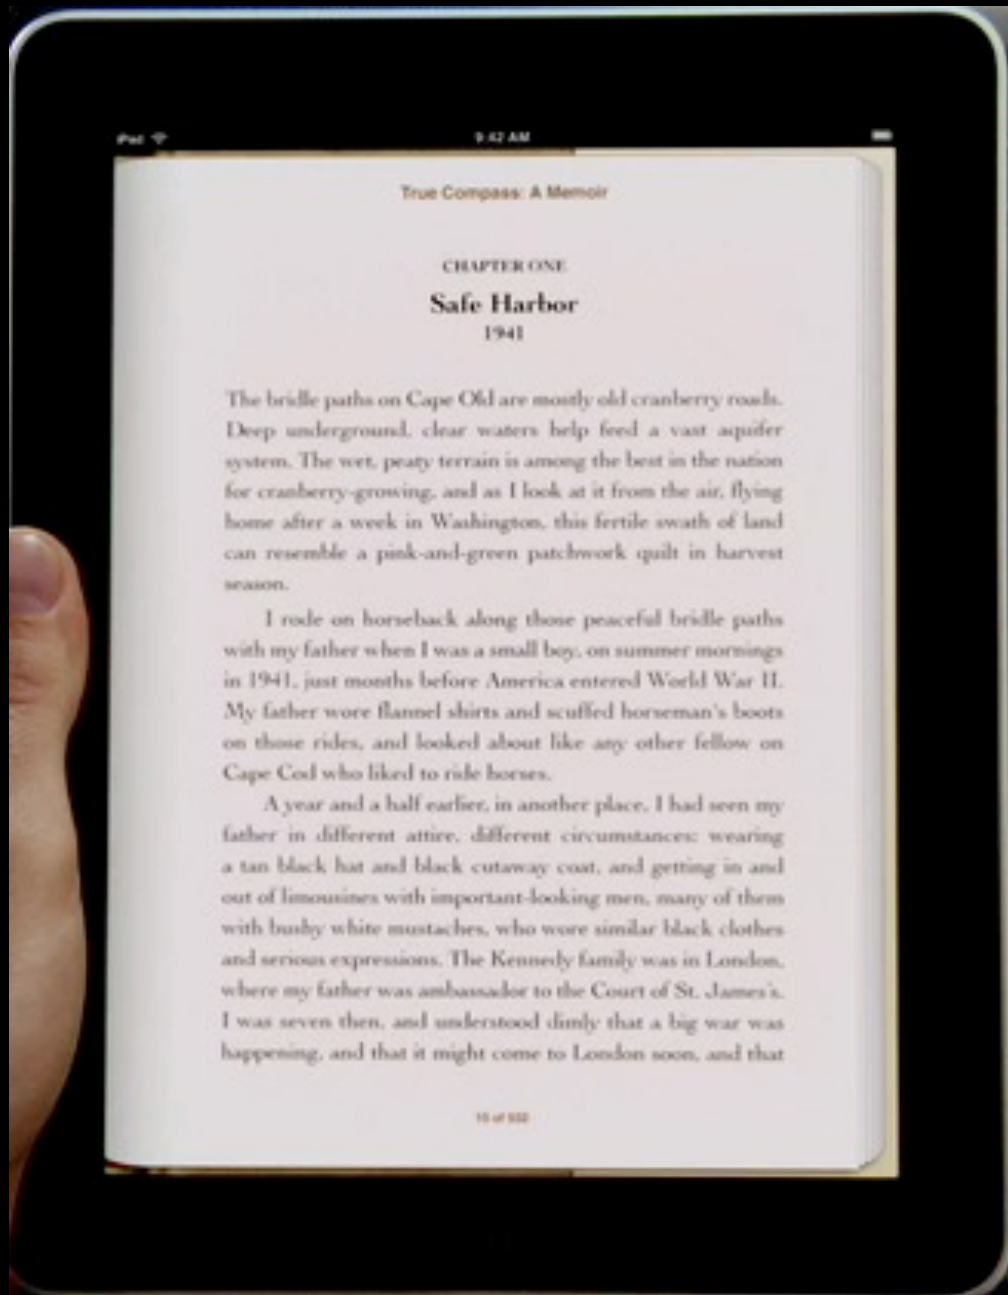 iPad
9:42 AM
True Compass: A Memoir
CHAPTER ONE
Safe Harbor
1941
The bridle paths on Cape Old are mostly old cranberry roads.
Deep underground, clear waters help feed a vast aquifer
system. The wet, peaty terrain is among the best in the nation
for cranberry-growing, and as I look at it from the air, flying
home after a week in Washington, this fertile swath of land
can resemble a pink-and-green patchwork quilt in harvest
season.
I rode on horseback along those peaceful bridle paths
with my father when I was a small boy, on summer mornings
in 1941, just months before America entered World War II.
My father wore flannel shirts and scuffed horseman's boots
on those rides, and looked about like any other fellow on
Cape Cod who liked to ride horses.
A year and a half earlier, in another place, I had seen my
father in different attire, different circumstances: wearing
a tan black hat and black cutaway coat, and getting in and
out of limousines with important-looking men, many of them
with bushy white mustaches, who wore similar black clothes
and serious expressions. The Kennedy family was in London,
where my father was ambassador to the Court of St. James's.
I was seven then, and understood dimly that a big war was
happening, and that it might come to London soon, and that
15 of